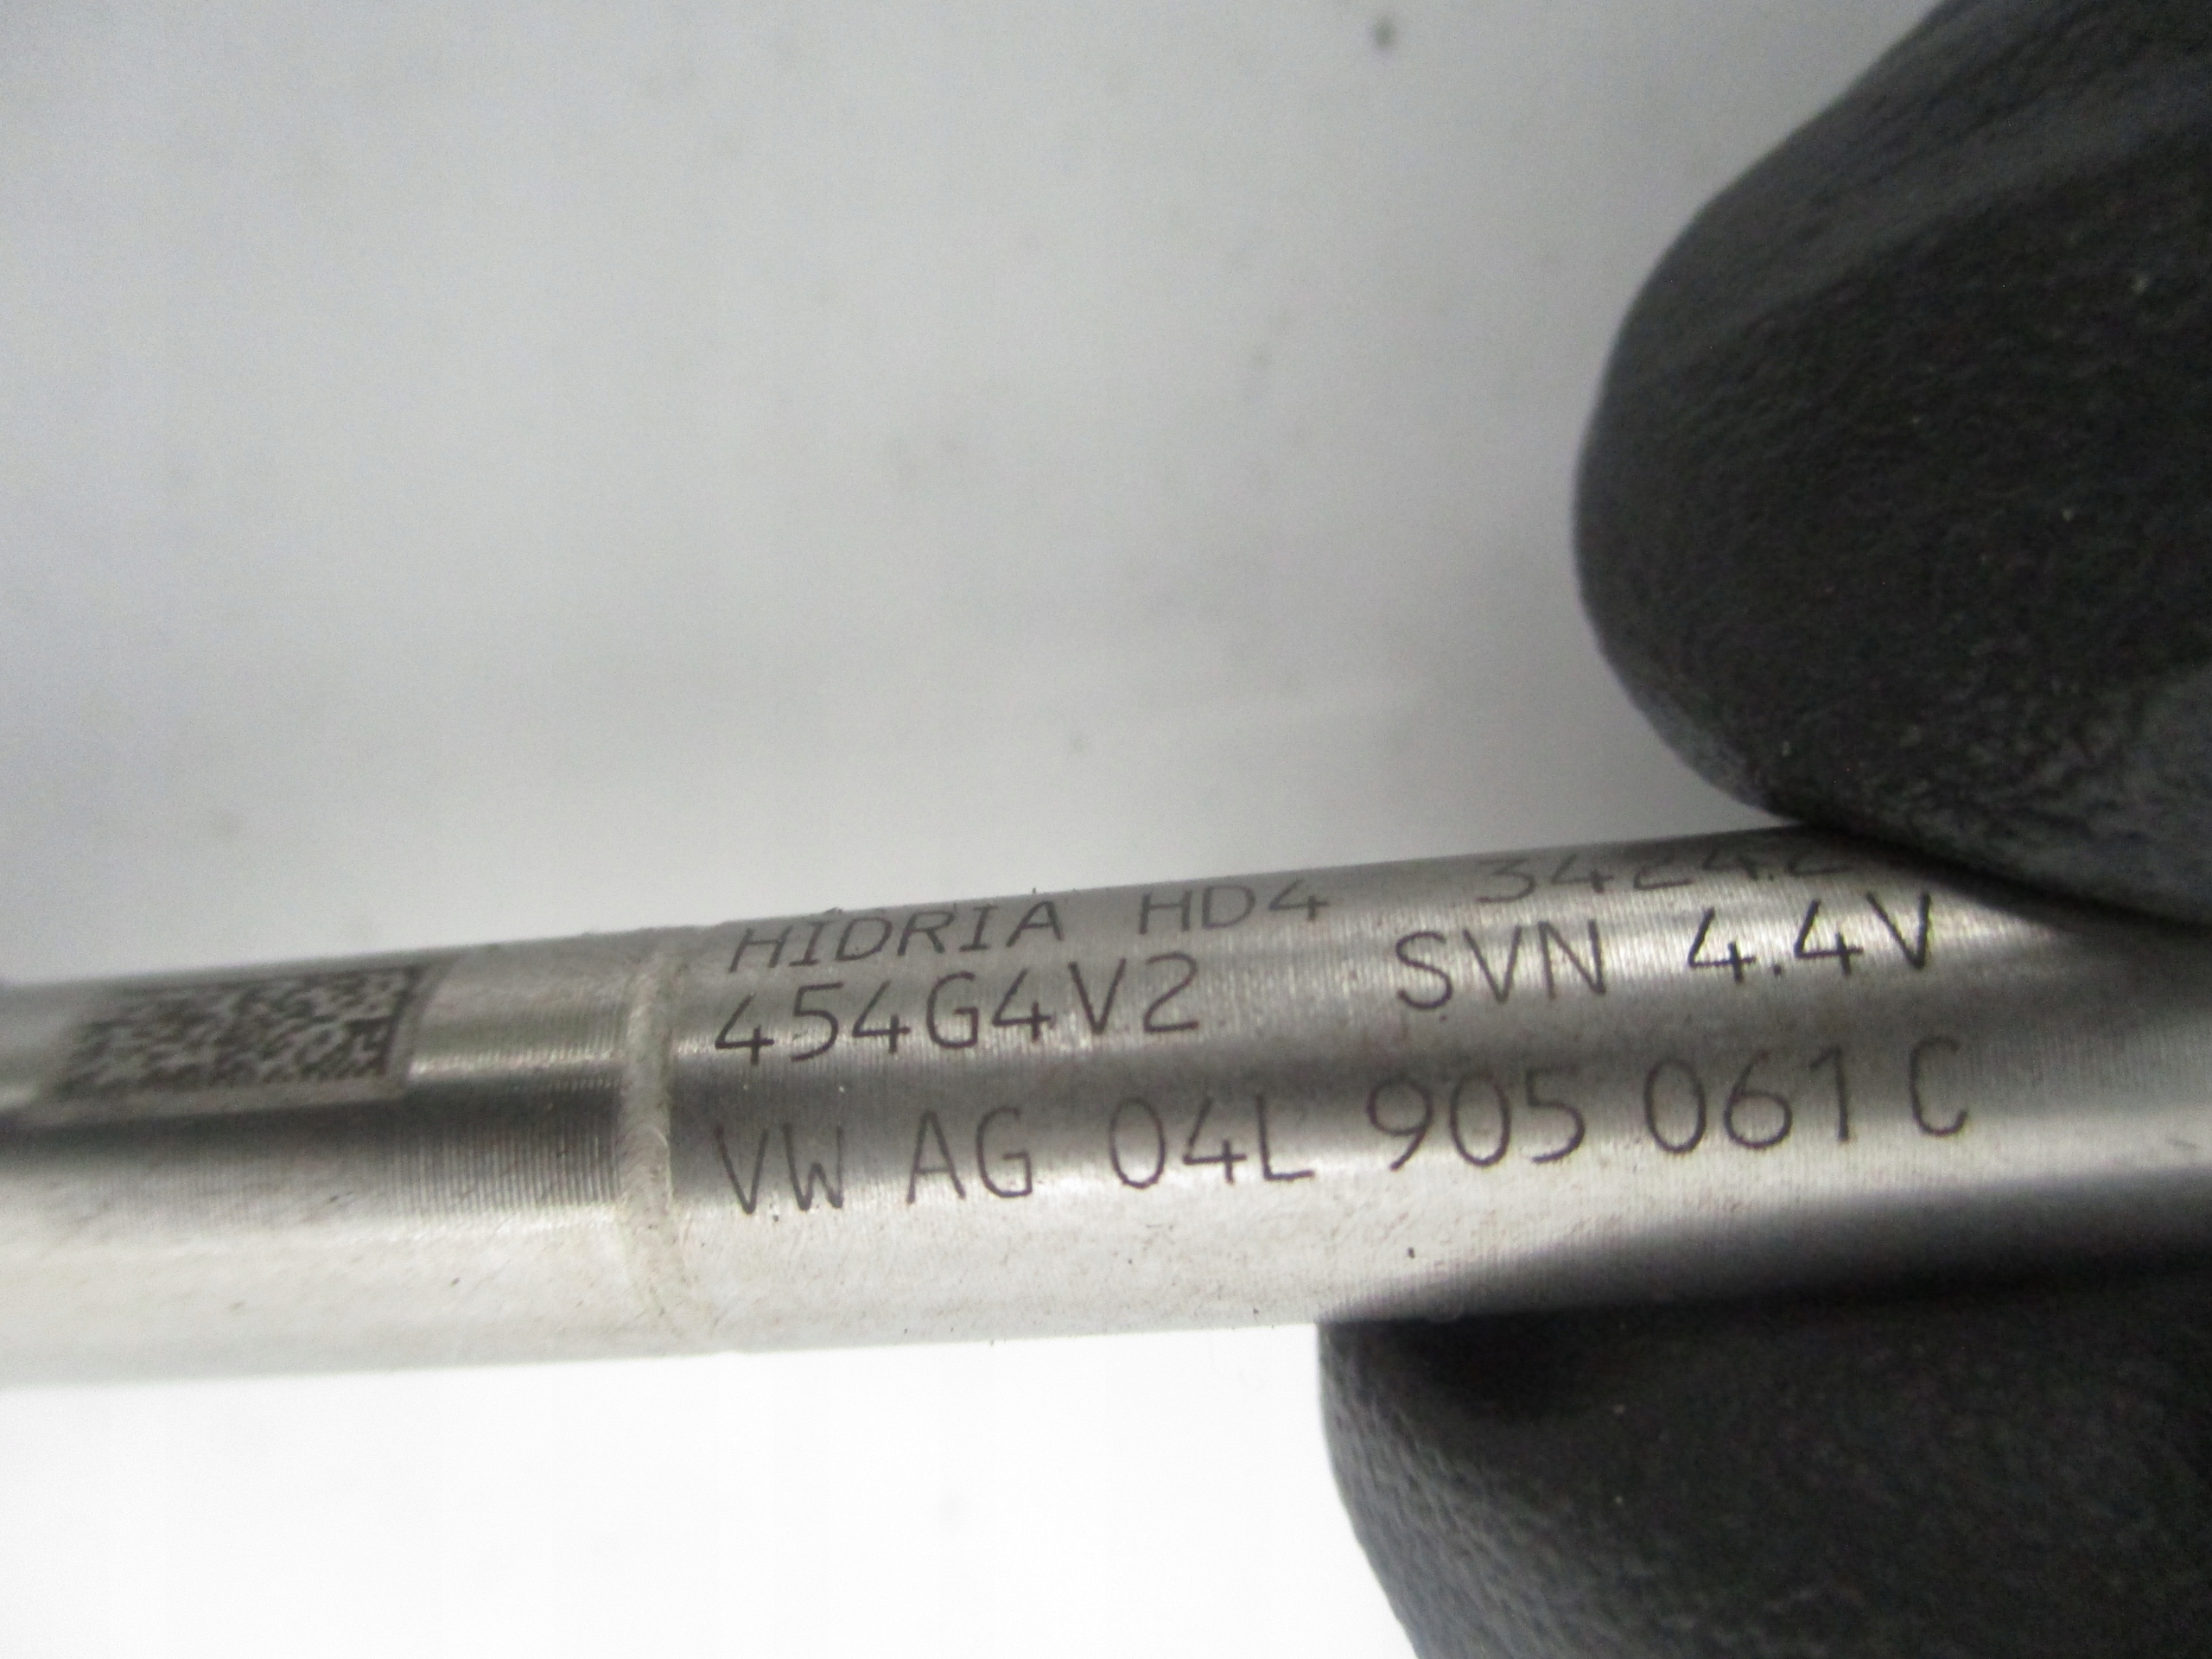 HIDRIA HD4
454G4V2 SVN 4.4V
VW AG 04L 905 061 C